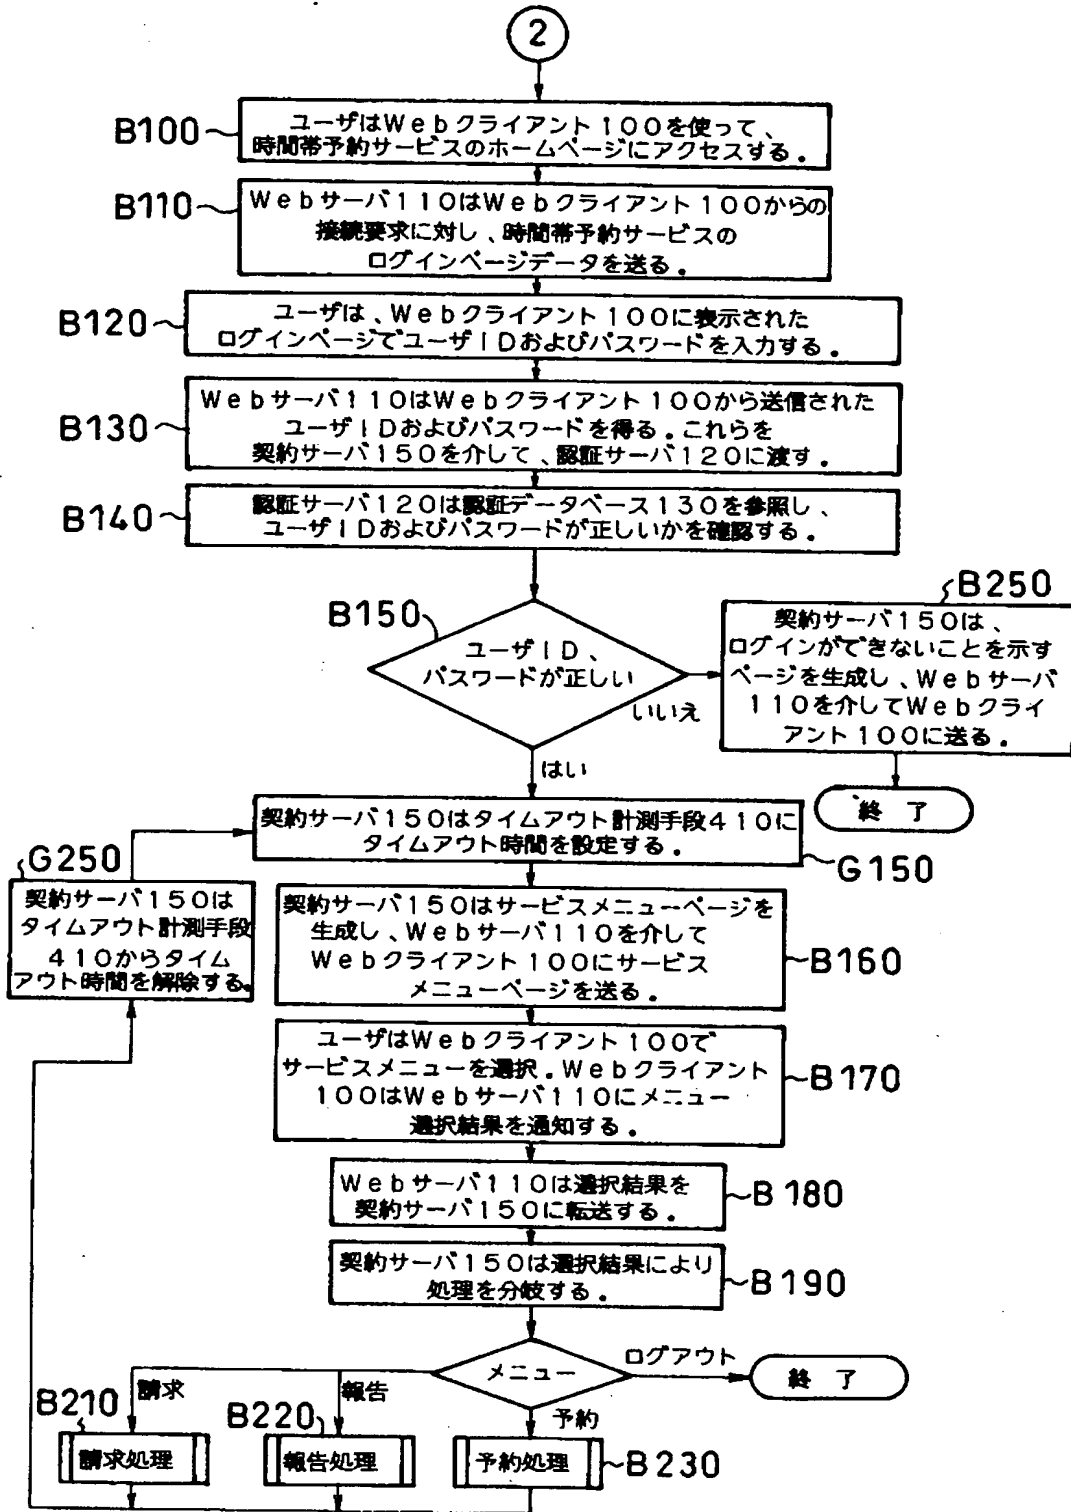 2
B100
ユーザはWebクライアント100を使って、
時間帯予約サービスのホームページにアクセスする.
B110
Webサーバ110はWebクライアント100からの
接続要求に対し、時間帯予約サービスの
ログインページデータを送る.
B120
ユーザは、Webクライアント100に表示された
ログインページでユーザIDおよびパスワードを入力する.
B130
Webサーバ110はWebクライアント100から送信された
ユーザIDおよびパスワードを得る.これらを
契約サーバ150を介して、認証サーバ120に渡す.
B140
認証サーバ120は認証データベース130を参照し、
ユーザIDおよびパスワードが正しいかを確認する.
B150
ユーザID、
パスワードが正しい
いいえ
はい
B250
契約サーバ150は、
ログインができないことを示す
ページを生成し、Webサーバ
110を介してWebクライ
アント100に送る.
終了
契約サーバ150はタイムアウト計測手段410に
タイムアウト時間を設定する.
G150
G250
契約サーバ150は
タイムアウト計測手段
410からタイム
アウト時間を解除する.
契約サーバ150はサービスメニューページを
生成し、Webサーバ110を介して
Webクライアント100にサービス
メニューページを送る.
B160
ユーザはWebクライアント100で
サービスメニューを選択.Webクライアント
100はWebサーバ110にメニュー
選択結果を通知する.
B170
Webサーバ110は選択結果を
契約サーバ150に転送する.
B180
契約サーバ150は選択結果により
処理を分岐する.
B190
メニュー
ログアウト
終了
請求
報告
予約
B210
請求処理
B220
報告処理
予約処理
B230